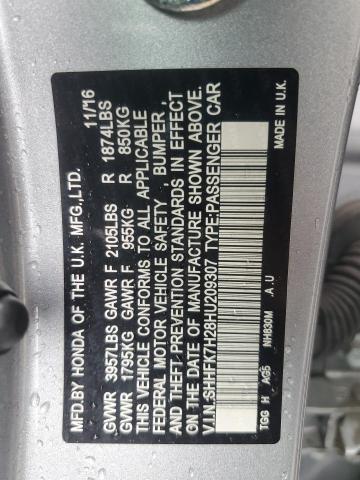 MFD.BY HONDA OF THE U.K. MFG.,LTD. 11/16
GVWR 3957LBS GAWR F 2105LBS R 1874LBS
GVWR 1795KG GAWR F 955KG R 850KG
THIS VEHICLE CONFORMS TO ALL APPLICABLE
FEDERAL MOTOR VEHICLE SAFETY , BUMPER ,
AND THEFT PREVENTION STANDARDS IN EFFECT
ON THE DATE OF MANUFACTURE SHOWN ABOVE.
V.I.N.:SHHFK7H28HU209307 TYPE:PASSENGER CAR
TGG H AG5 NH830M .A .U MADE IN U.K.